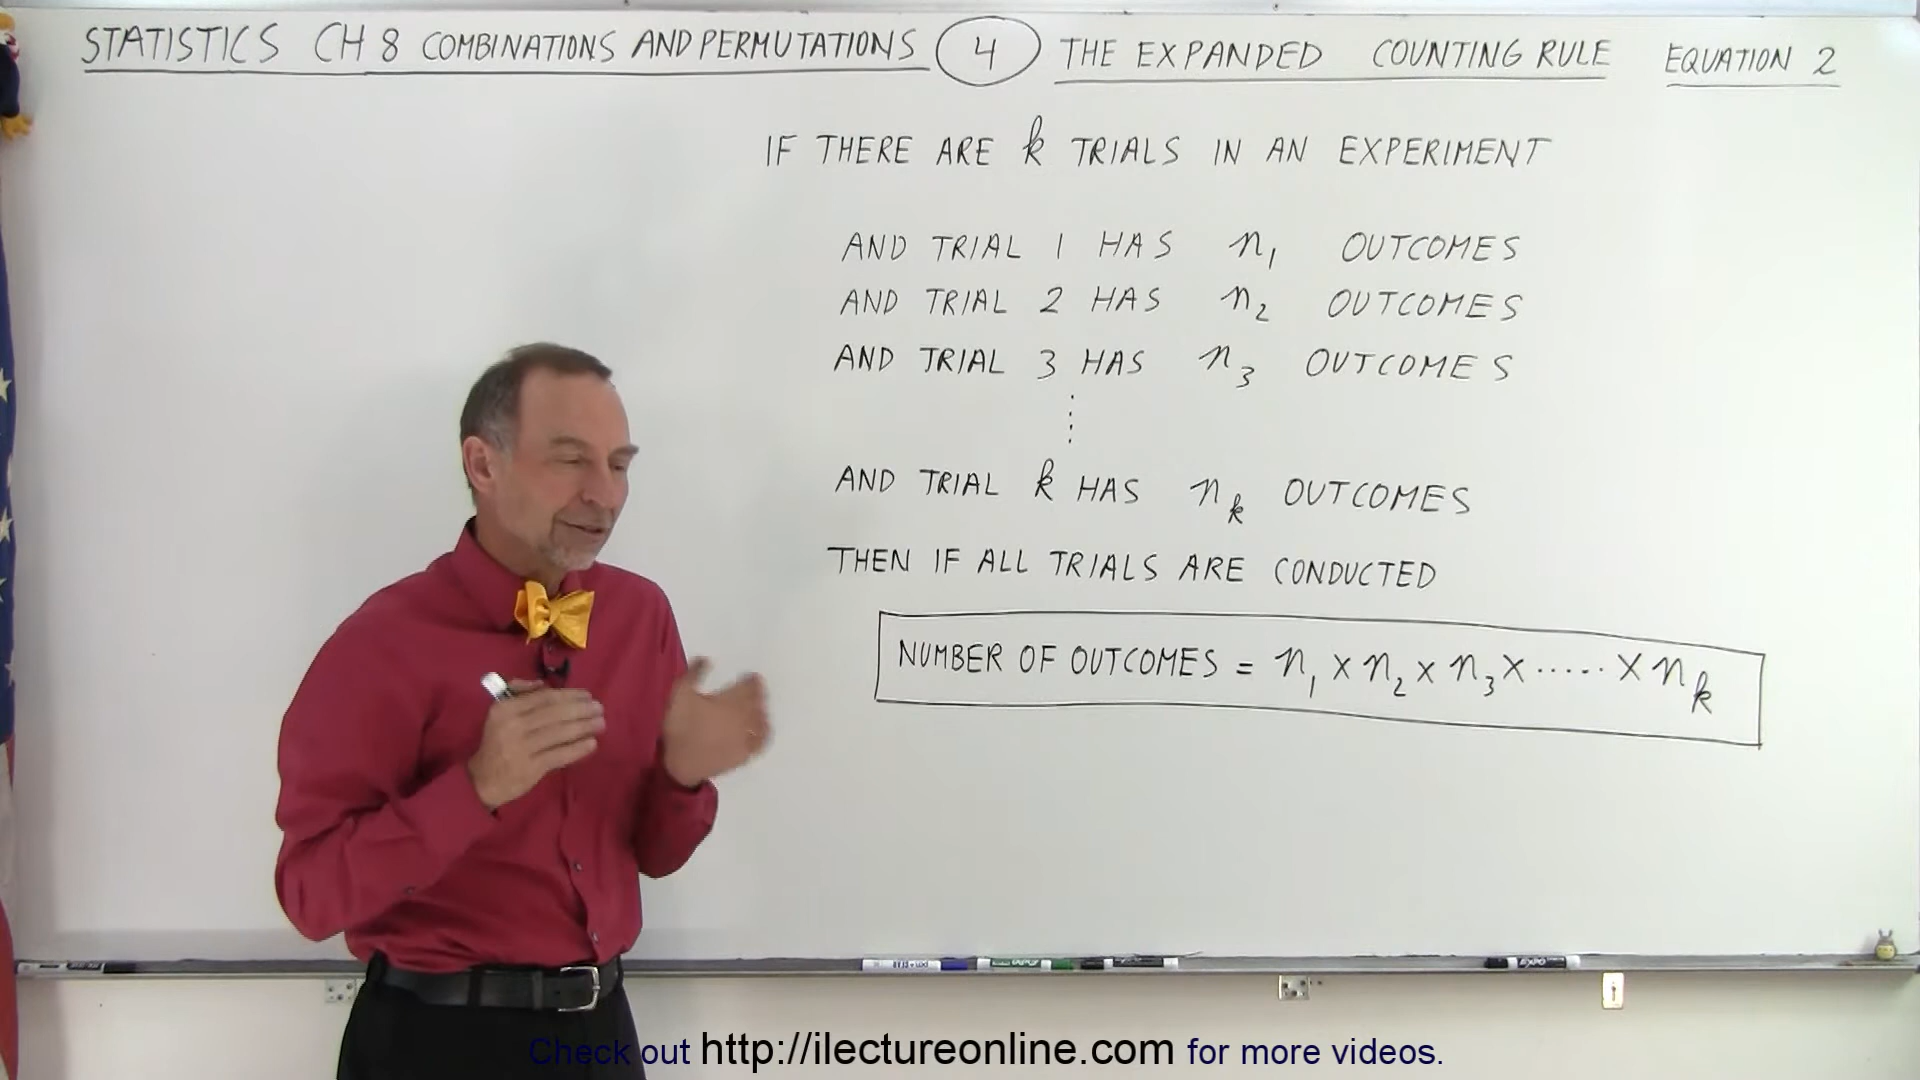 STATISTICS CH 8 COMBINATIONS AND PERMUTATIONS 4 THE EXPANDED COUNTING RULE EQUATION 2
IF THERE ARE k TRIALS IN AN EXPERIMENT
AND TRIAL 1 HAS n₁ OUTCOMES
AND TRIAL 2 HAS n₂ OUTCOMES
AND TRIAL 3 HAS n₃ OUTCOMES
⋮
AND TRIAL k HAS nₖ OUTCOMES
THEN IF ALL TRIALS ARE CONDUCTED
NUMBER OF OUTCOMES = n₁ × n₂ × n₃ × ..... × nₖ
Check out http://ilectureonline.com for more videos.